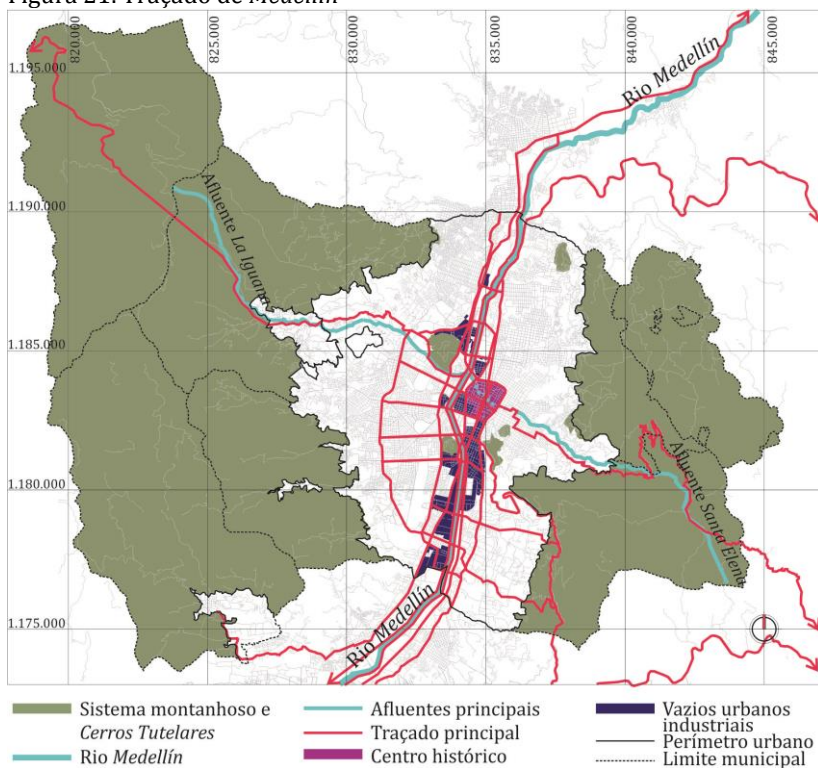 Figura 21. Traçado de Medellín
820.000
825.000
830.000
835.000
840.000
845.000
1.195.000
1.190.000
1.185.000
1.180.000
1.175.000
Rio Medellín
Afluente La Iguana
Afluente Santa Elena
Rio Medellín
Sistema montanhoso e
Cerros Tutelares
Rio Medellín
Afluentes principais
Traçado principal
Centro histórico
Vazios urbanos
industriais
Perímetro urbano
Limite municipal